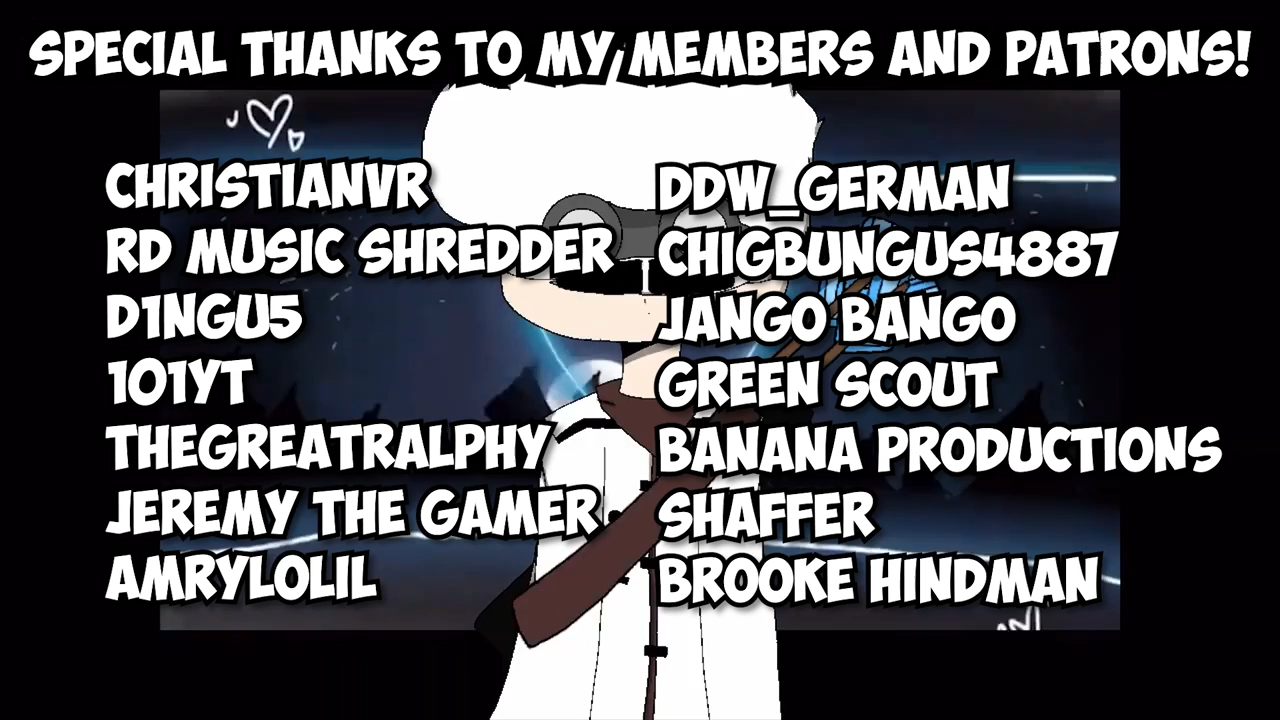 SPECIAL THANKS TO MY MEMBERS AND PATRONS!
CHRISTIANVR
RD MUSIC SHREDDER
D1NGU5
101YT
THEGREATRALPHY
JEREMY THE GAMER
AMRYLOLIL
DDW_GERMAN
CHIGBUNGUS4887
JANGO BANGO
GREEN SCOUT
BANANA PRODUCTIONS
SHAFFER
BROOKE HINDMAN